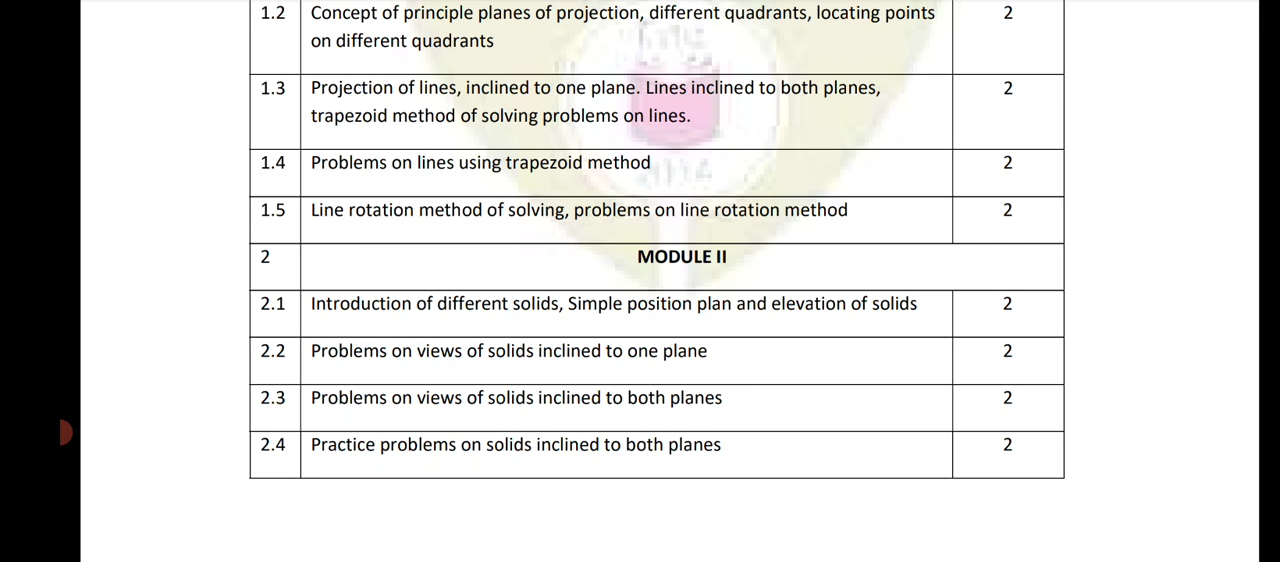 1.2 Concept of principle planes of projection, different quadrants, locating points 2
on different quadrants
1.3 Projection of lines, inclined to one plane. Lines inclined to both planes, 2
trapezoid method of solving problems on lines.
1.4 Problems on lines using trapezoid method 2
1.5 Line rotation method of solving, problems on line rotation method 2
2 MODULE II
2.1 Introduction of different solids, Simple position plan and elevation of solids 2
2.2 Problems on views of solids inclined to one plane 2
2.3 Problems on views of solids inclined to both planes 2
2.4 Practice problems on solids inclined to both planes 2